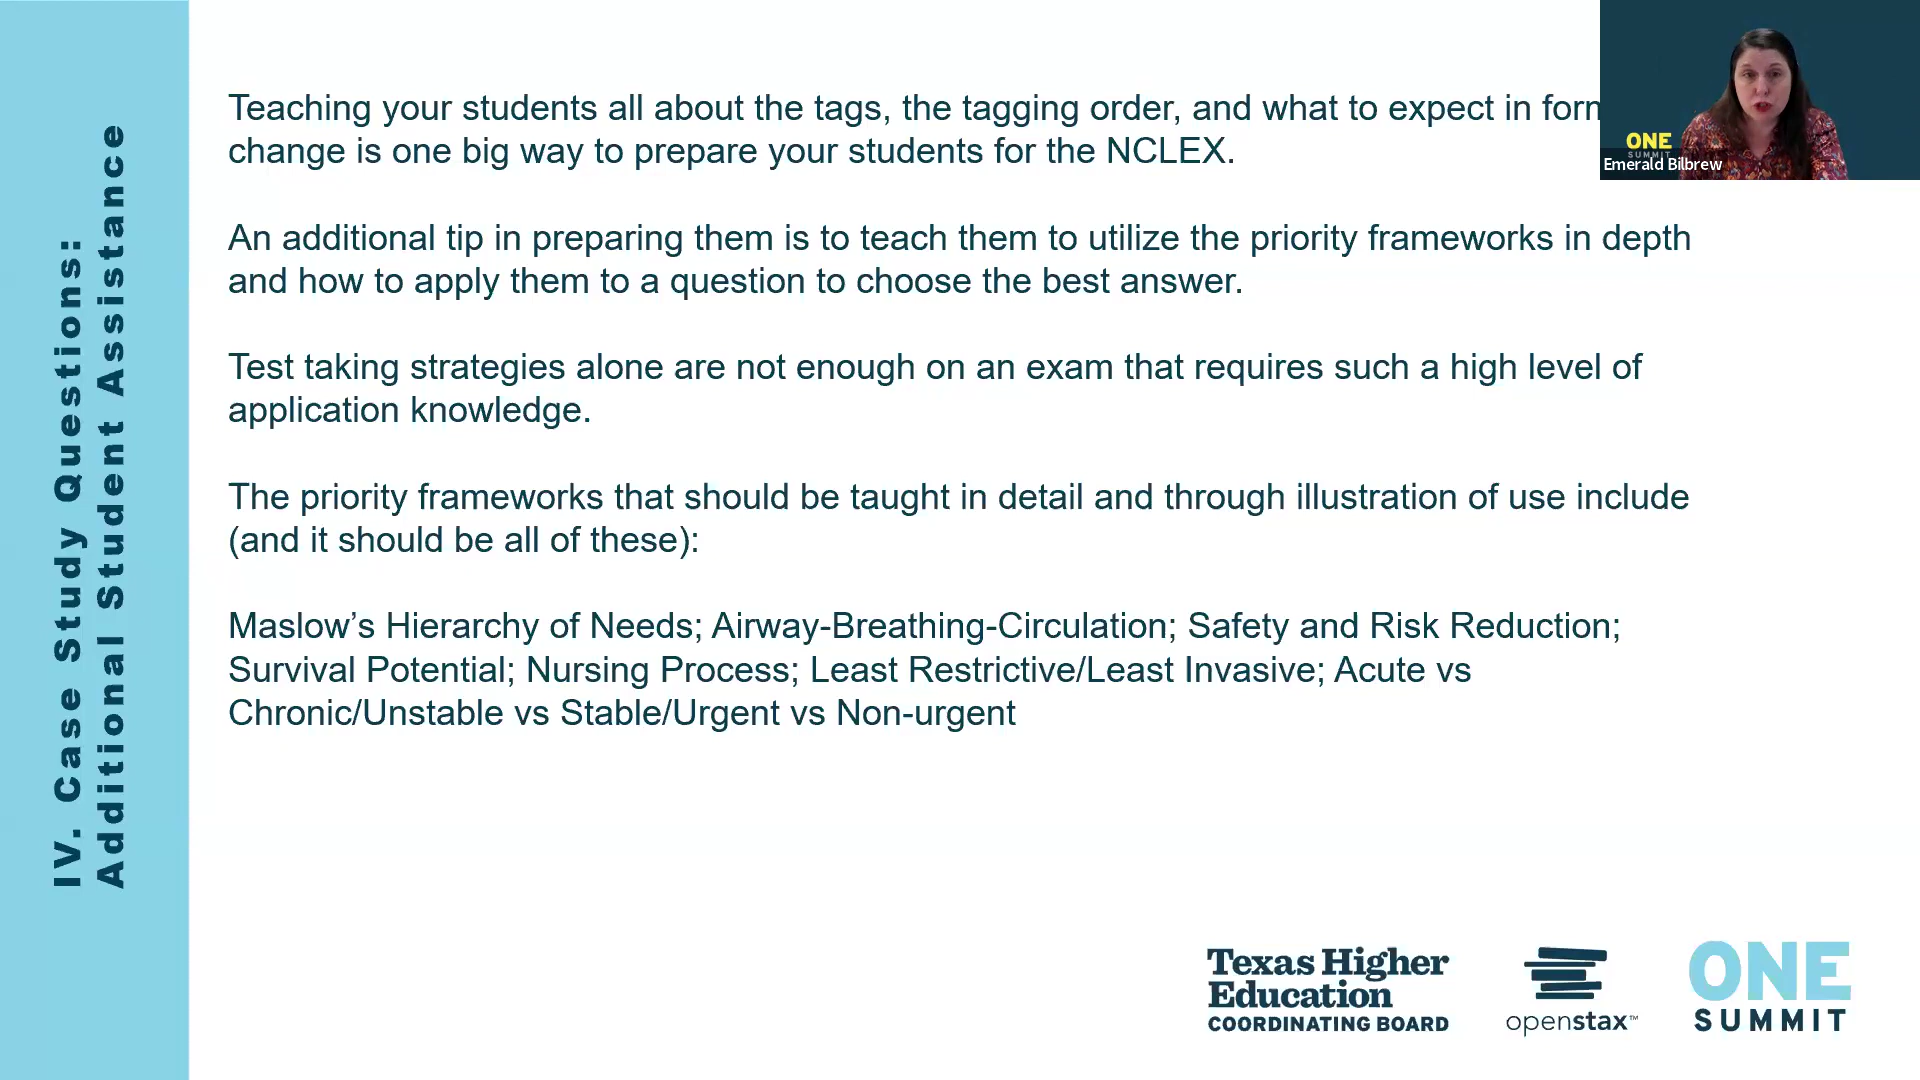 IV. Case Study Questions:
Additional Student Assistance
Teaching your students all about the tags, the tagging order, and what to expect in
change is one big way to prepare your students for the NCLEX.
An additional tip in preparing them is to teach them to utilize the priority frameworks in depth
and how to apply them to a question to choose the best answer.
Test taking strategies alone are not enough on an exam that requires such a high level of
application knowledge.
The priority frameworks that should be taught in detail and through illustration of use include
(and it should be all of these):
Maslow’s Hierarchy of Needs; Airway-Breathing-Circulation; Safety and Risk Reduction;
Survival Potential; Nursing Process; Least Restrictive/Least Invasive; Acute vs
Chronic/Unstable vs Stable/Urgent vs Non-urgent
ONE
SUMMIT
Emerald Bilbrew
Texas Higher
Education
COORDINATING BOARD
openstax™
ONE
SUMMIT